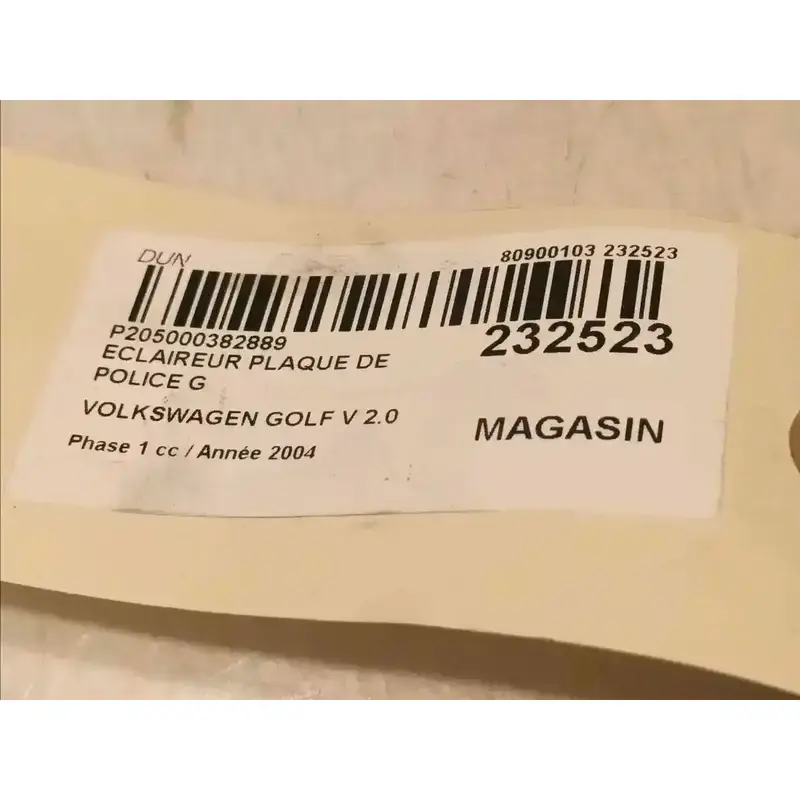 DUN
80900103 232523
P205000382889
232523
ECLAIREUR PLAQUE DE
POLICE G
VOLKSWAGEN GOLF V 2.0
MAGASIN
Phase 1 cc / Année 2004